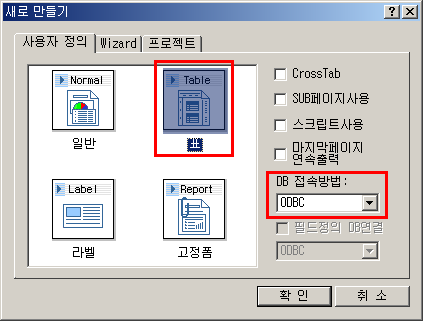 새로 만들기
사용자 정의
Wizard
프로젝트
Normal
일반
Table
표
Label
라벨
Report
고정폼
CrossTab
SUB페이지사용
스크립트사용
마지막페이지
연속출력
DB 접속방법:
ODBC
필드정의 DB연결
ODBC
확 인
취 소